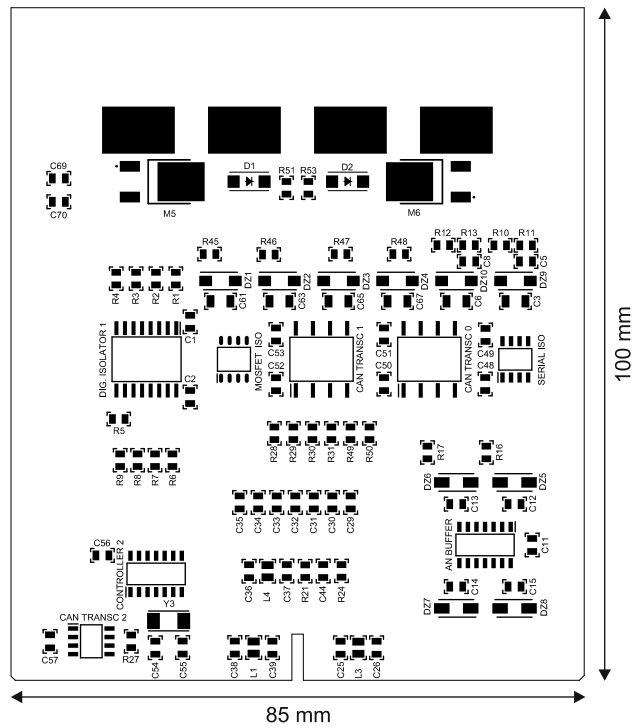 C69
C70
M5
D1
R51
R53
D2
M6
R45
R46
R47
R48
R12
R13
R10
R11
C8
C5
R4
R3
R2
R1
DZ1
DZ2
DZ3
DZ4
DZ10
DZ9
C61
C63
C65
C67
C6
C3
DIG. ISOLATOR 1
C1
C2
MOSFET ISO
C53
C52
CAN TRANSC 1
C51
C50
CAN TRANSC 0
C49
C48
SERIAL ISO
100 mm
R5
R9
R8
R7
R6
R28
R29
R30
R31
R49
R50
R17
R16
DZ6
DZ5
C13
C12
C35
C34
C33
C32
C31
C30
C29
C56
CONTROLLER 2
AN BUFFER
C11
C36
L4
C37
R21
C44
R24
C14
C15
DZ7
DZ8
Y3
CAN TRANSC 2
C57
R27
C54
C55
C38
L1
C39
C25
L3
C26
85 mm